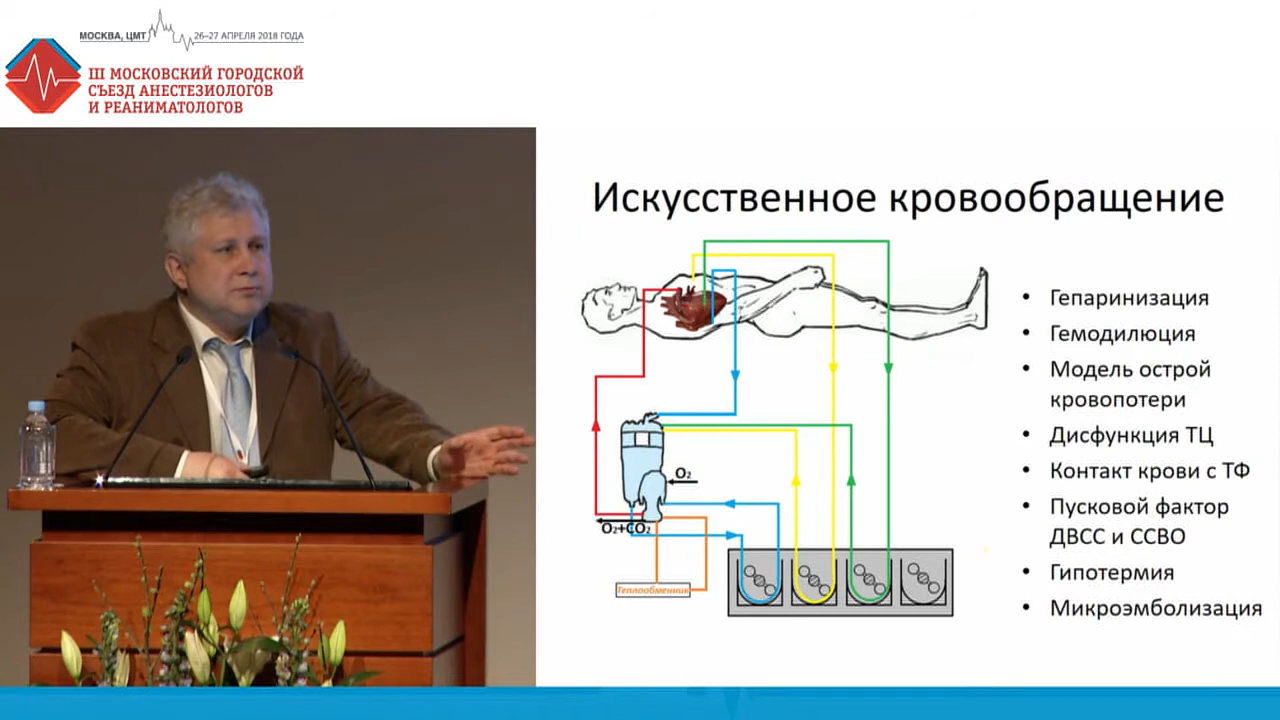 МОСКВА, ЦМТ
26–27 АПРЕЛЯ 2018 ГОДА
III МОСКОВСКИЙ ГОРОДСКОЙ
СЪЕЗД АНЕСТЕЗИОЛОГОВ
И РЕАНИМАТОЛОГОВ
Искусственное кровообращение
O₂
O₂+CO₂
Теплообменник
• Гепаринизация
• Гемодилюция
• Модель острой
кровопотери
• Дисфункция ТЦ
• Контакт крови с ТФ
• Пусковой фактор
ДВСС и ССВО
• Гипотермия
• Микроэмболизация